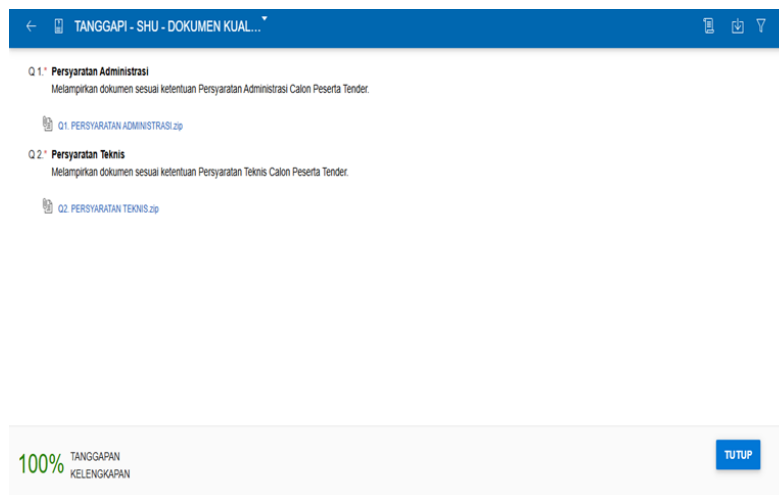 TANGGAPI - SHU - DOKUMEN KUAL...
Q 1.* Persyaratan Administrasi
Melampirkan dokumen sesuai ketentuan Persyaratan Administrasi Calon Peserta Tender.
Q1. PERSYARATAN ADMINISTRASI.zip
Q 2.* Persyaratan Teknis
Melampirkan dokumen sesuai ketentuan Persyaratan Teknis Calon Peserta Tender.
Q2. PERSYARATAN TEKNIS.zip
100% TANGGAPAN
KELENGKAPAN
TUTUP